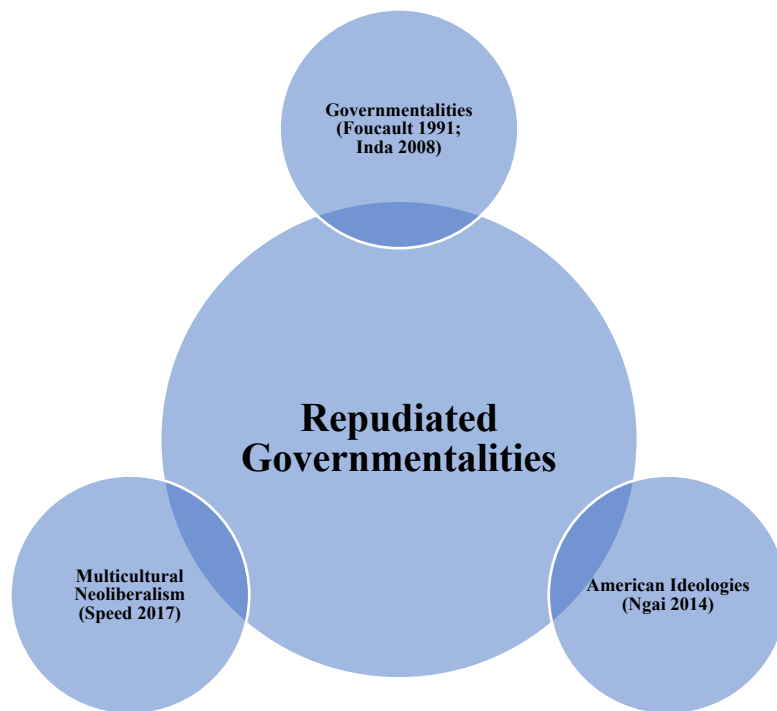 Governmentalities
(Foucault 1991;
Inda 2008)
Repudiated
Governmentalities
Multicultural
Neoliberalism
(Speed 2017)
American Ideologies
(Ngai 2014)